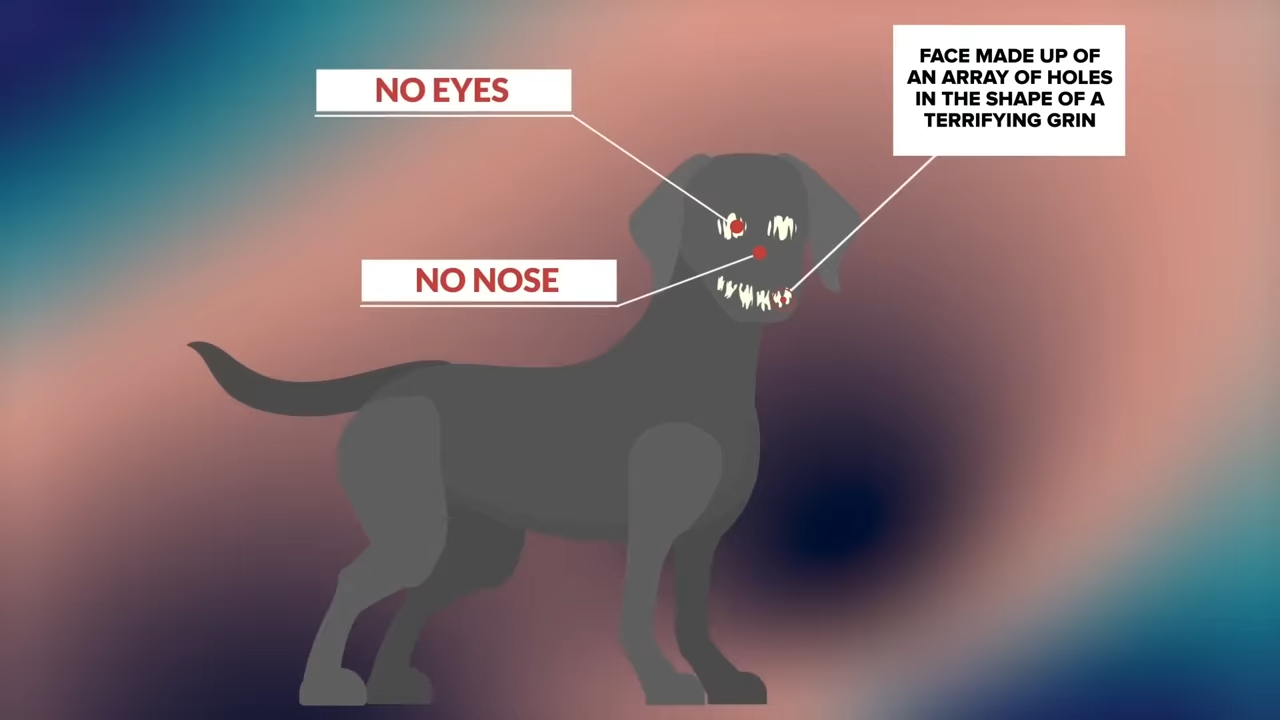 NO EYES
FACE MADE UP OF
AN ARRAY OF HOLES
IN THE SHAPE OF A
TERRIFYING GRIN
NO NOSE